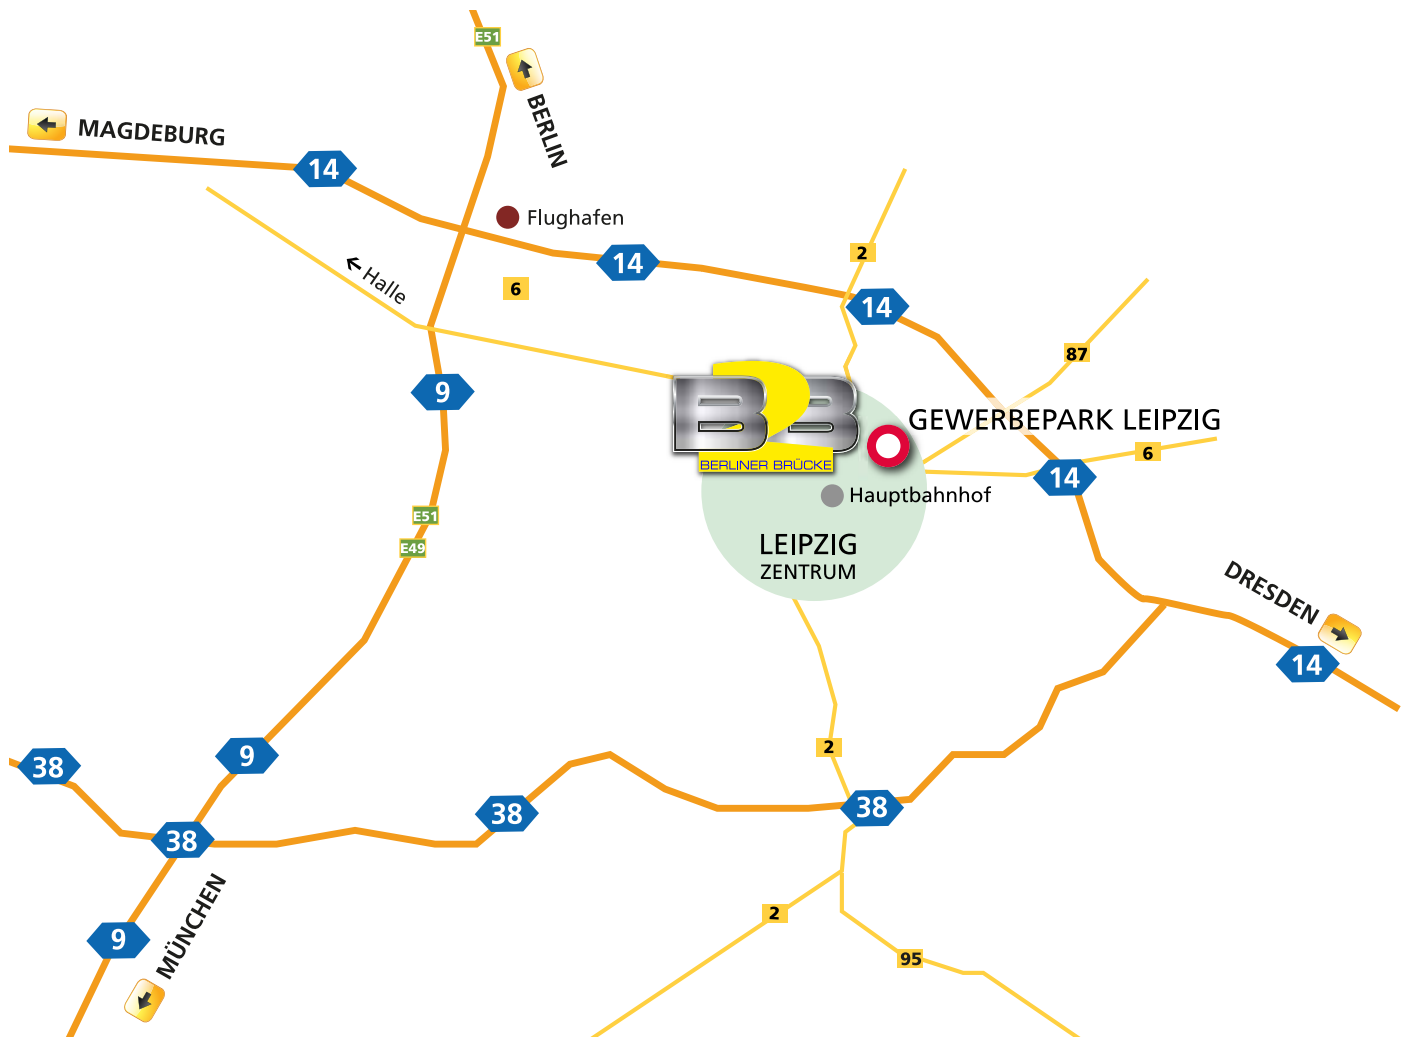 E51
BERLIN
MAGDEBURG
14
Flughafen
14
2
Halle
6
14
87
9
B2B
BERLINER BRÜCKE
GEWERBEPARK LEIPZIG
6
14
Hauptbahnhof
E51
E49
LEIPZIG
ZENTRUM
DRESDEN
14
2
9
38
38
38
38
9
MÜNCHEN
2
95